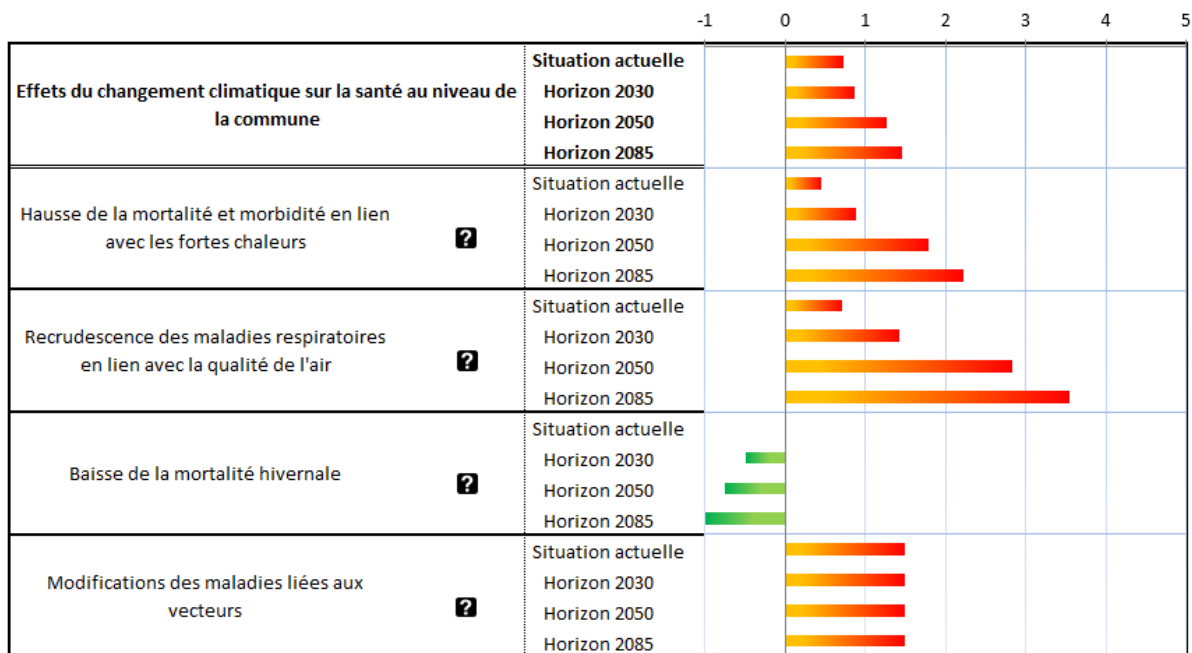 -1 0 1 2 3 4 5
Effets du changement climatique sur la santé au niveau de
la commune
Situation actuelle
Horizon 2030
Horizon 2050
Horizon 2085
Hausse de la mortalité et morbidité en lien
avec les fortes chaleurs
?
Situation actuelle
Horizon 2030
Horizon 2050
Horizon 2085
Recrudescence des maladies respiratoires
en lien avec la qualité de l'air
?
Situation actuelle
Horizon 2030
Horizon 2050
Horizon 2085
Baisse de la mortalité hivernale
?
Situation actuelle
Horizon 2030
Horizon 2050
Horizon 2085
Modifications des maladies liées aux
vecteurs
?
Situation actuelle
Horizon 2030
Horizon 2050
Horizon 2085